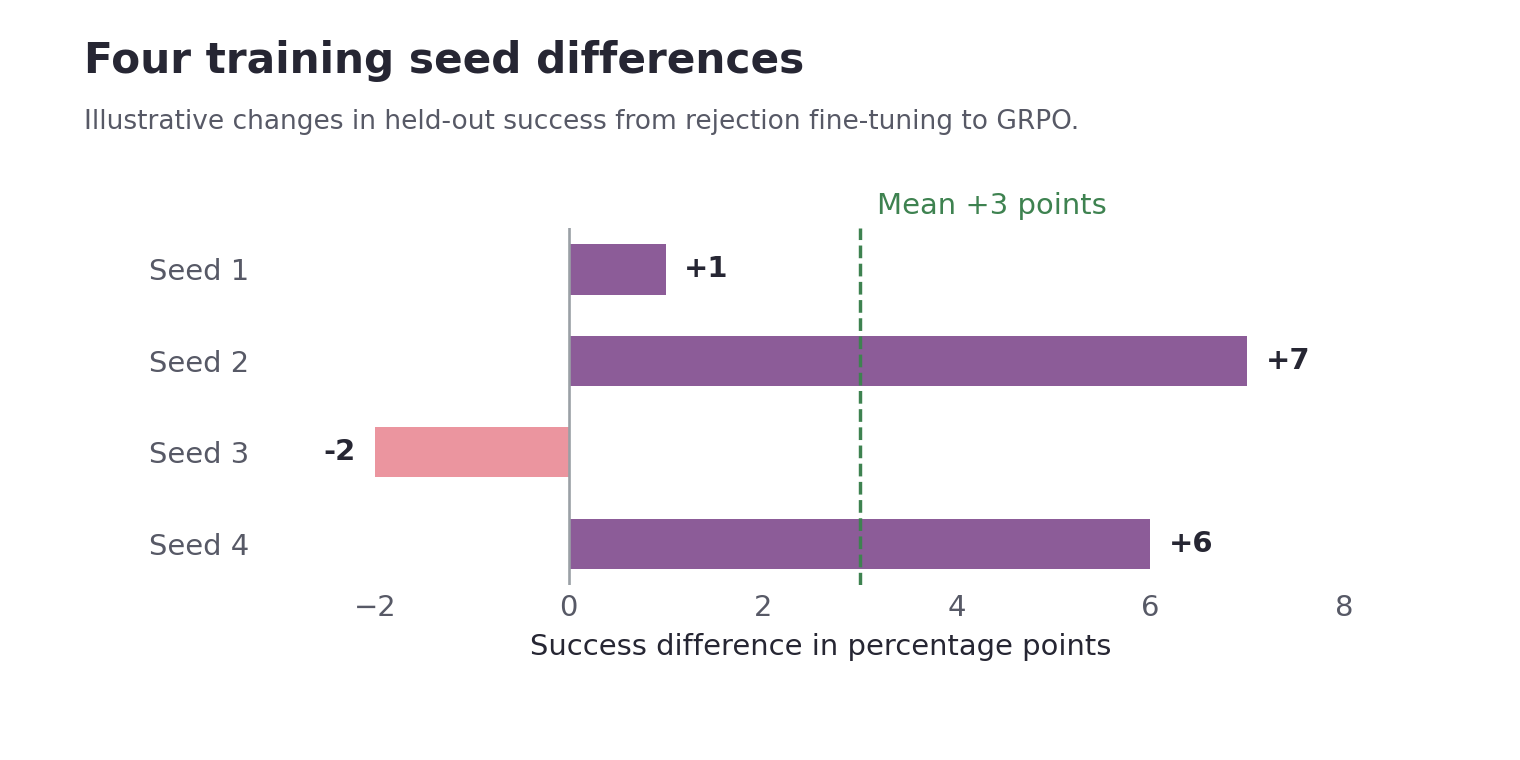 Four training seed differences
Illustrative changes in held-out success from rejection fine-tuning to GRPO.
Mean +3 points
Seed 1 +1
Seed 2 +7
Seed 3 -2
Seed 4 +6
−2 0 2 4 6 8
Success difference in percentage points